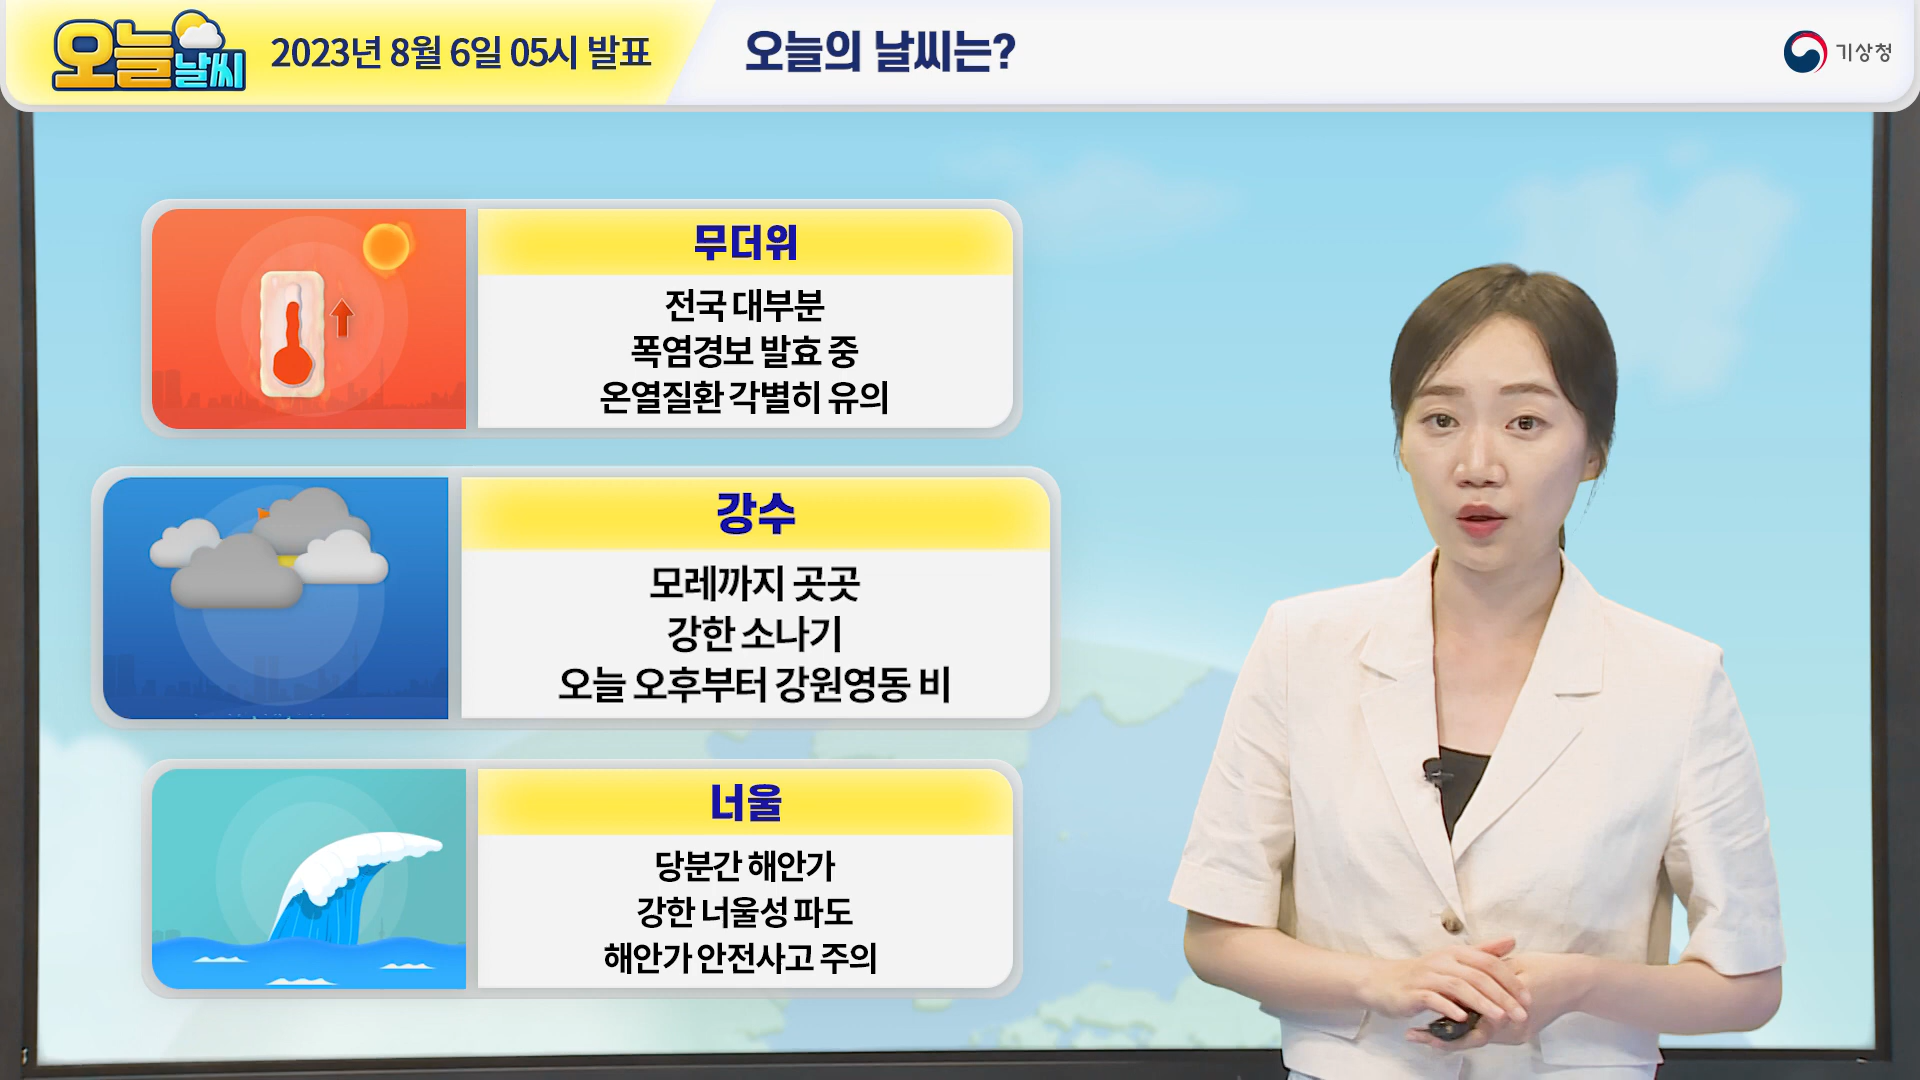 오늘날씨
2023년 8월 6일 05시 발표
오늘의 날씨는?
기상청
무더위
전국 대부분
폭염경보 발효 중
온열질환 각별히 유의
강수
모레까지 곳곳
강한 소나기
오늘 오후부터 강원영동 비
너울
당분간 해안가
강한 너울성 파도
해안가 안전사고 주의